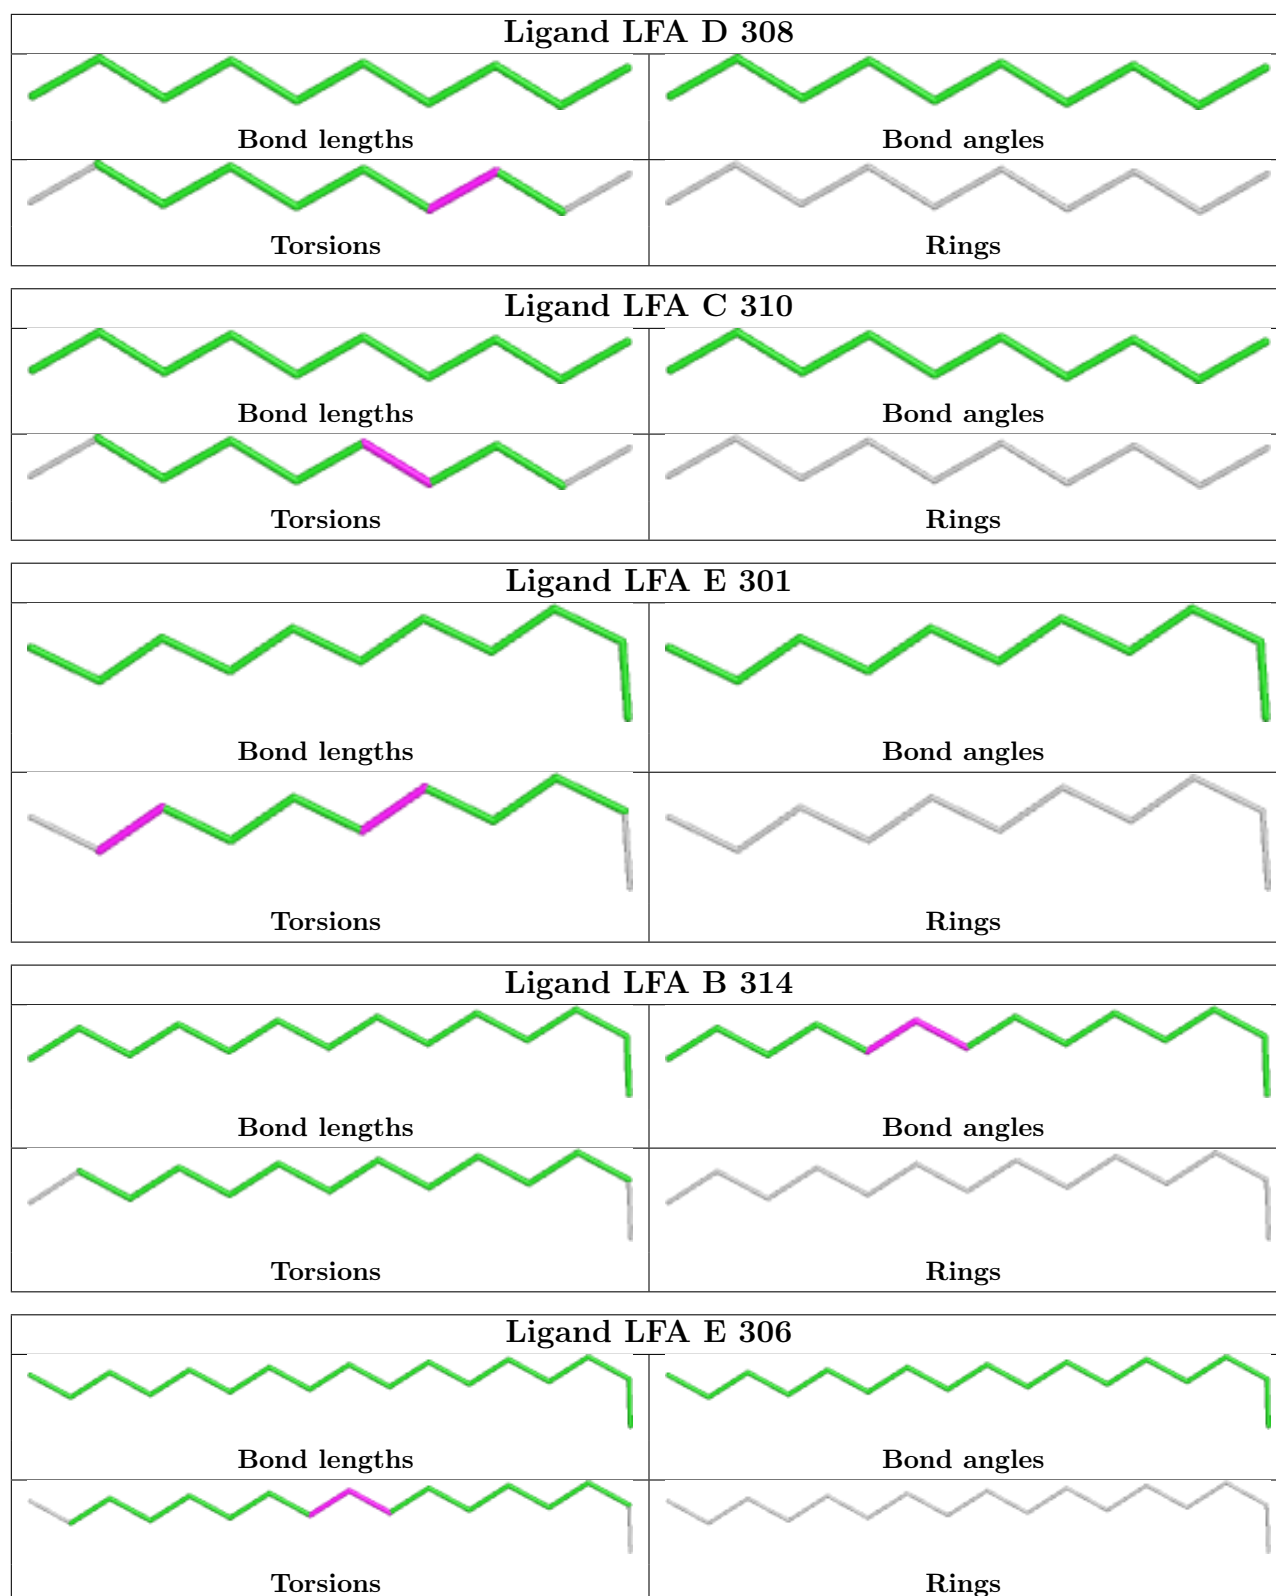 Ligand LFA D 308
Bond lengths Bond angles
Torsions Rings
Ligand LFA C 310
Bond lengths Bond angles
Torsions Rings
Ligand LFA E 301
Bond lengths Bond angles
Torsions Rings
Ligand LFA B 314
Bond lengths Bond angles
Torsions Rings
Ligand LFA E 306
Bond lengths Bond angles
Torsions Rings